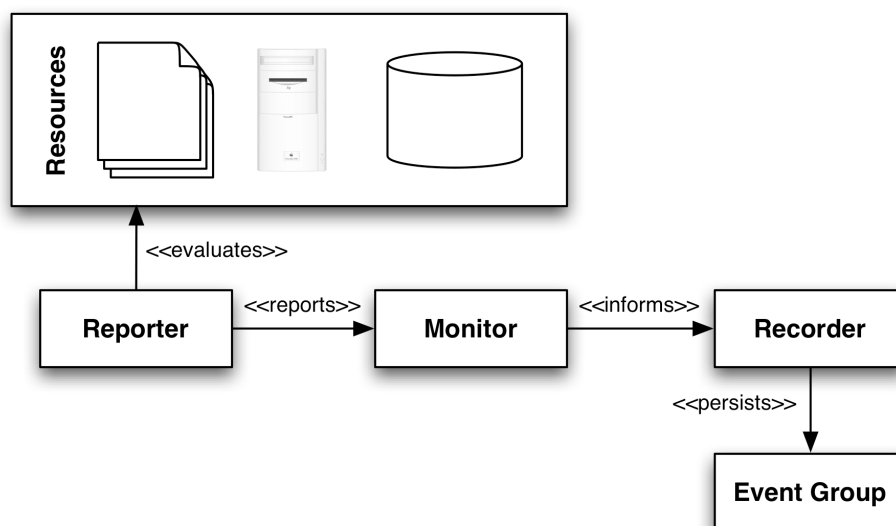 Resources
<<evaluates>>
Reporter
<<reports>>
Monitor
<<informs>>
Recorder
<<persists>>
Event Group